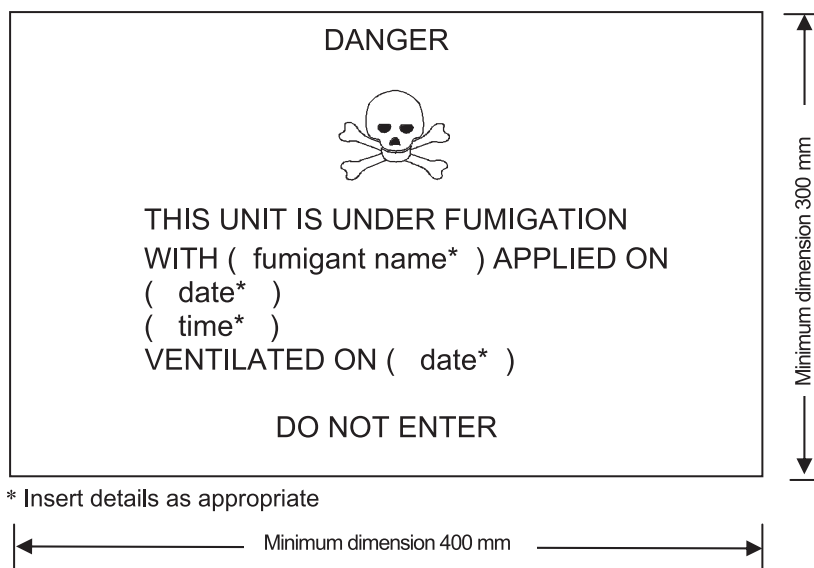 DANGER
THIS UNIT IS UNDER FUMIGATION
WITH ( fumigant name* ) APPLIED ON
( date* )
( time* )
VENTILATED ON ( date* )
DO NOT ENTER
* Insert details as appropriate
Minimum dimension 400 mm
Minimum dimension 300 mm